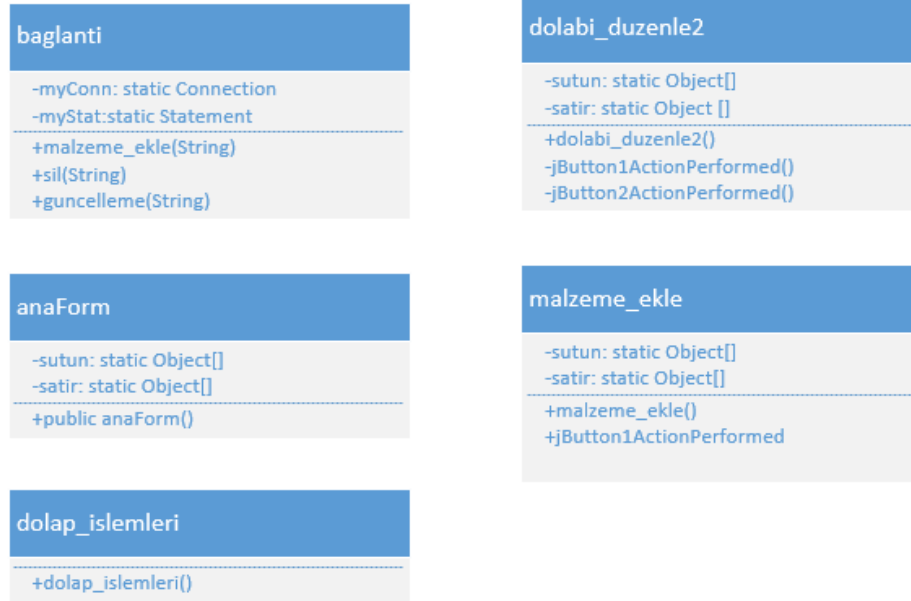 baglanti
-myConn: static Connection
-myStat:static Statement
+malzeme_ekle(String)
+sil(String)
+guncelleme(String)
anaForm
-sutun: static Object[]
-satir: static Object[]
+public anaForm()
dolap_islemleri
+dolap_islemleri()
dolabi_duzenle2
-sutun: static Object[]
-satir: static Object []
+dolabi_duzenle2()
-jButton1ActionPerformed()
-jButton2ActionPerformed()
malzeme_ekle
-sutun: static Object[]
-satir: static Object[]
+malzeme_ekle()
+jButton1ActionPerformed